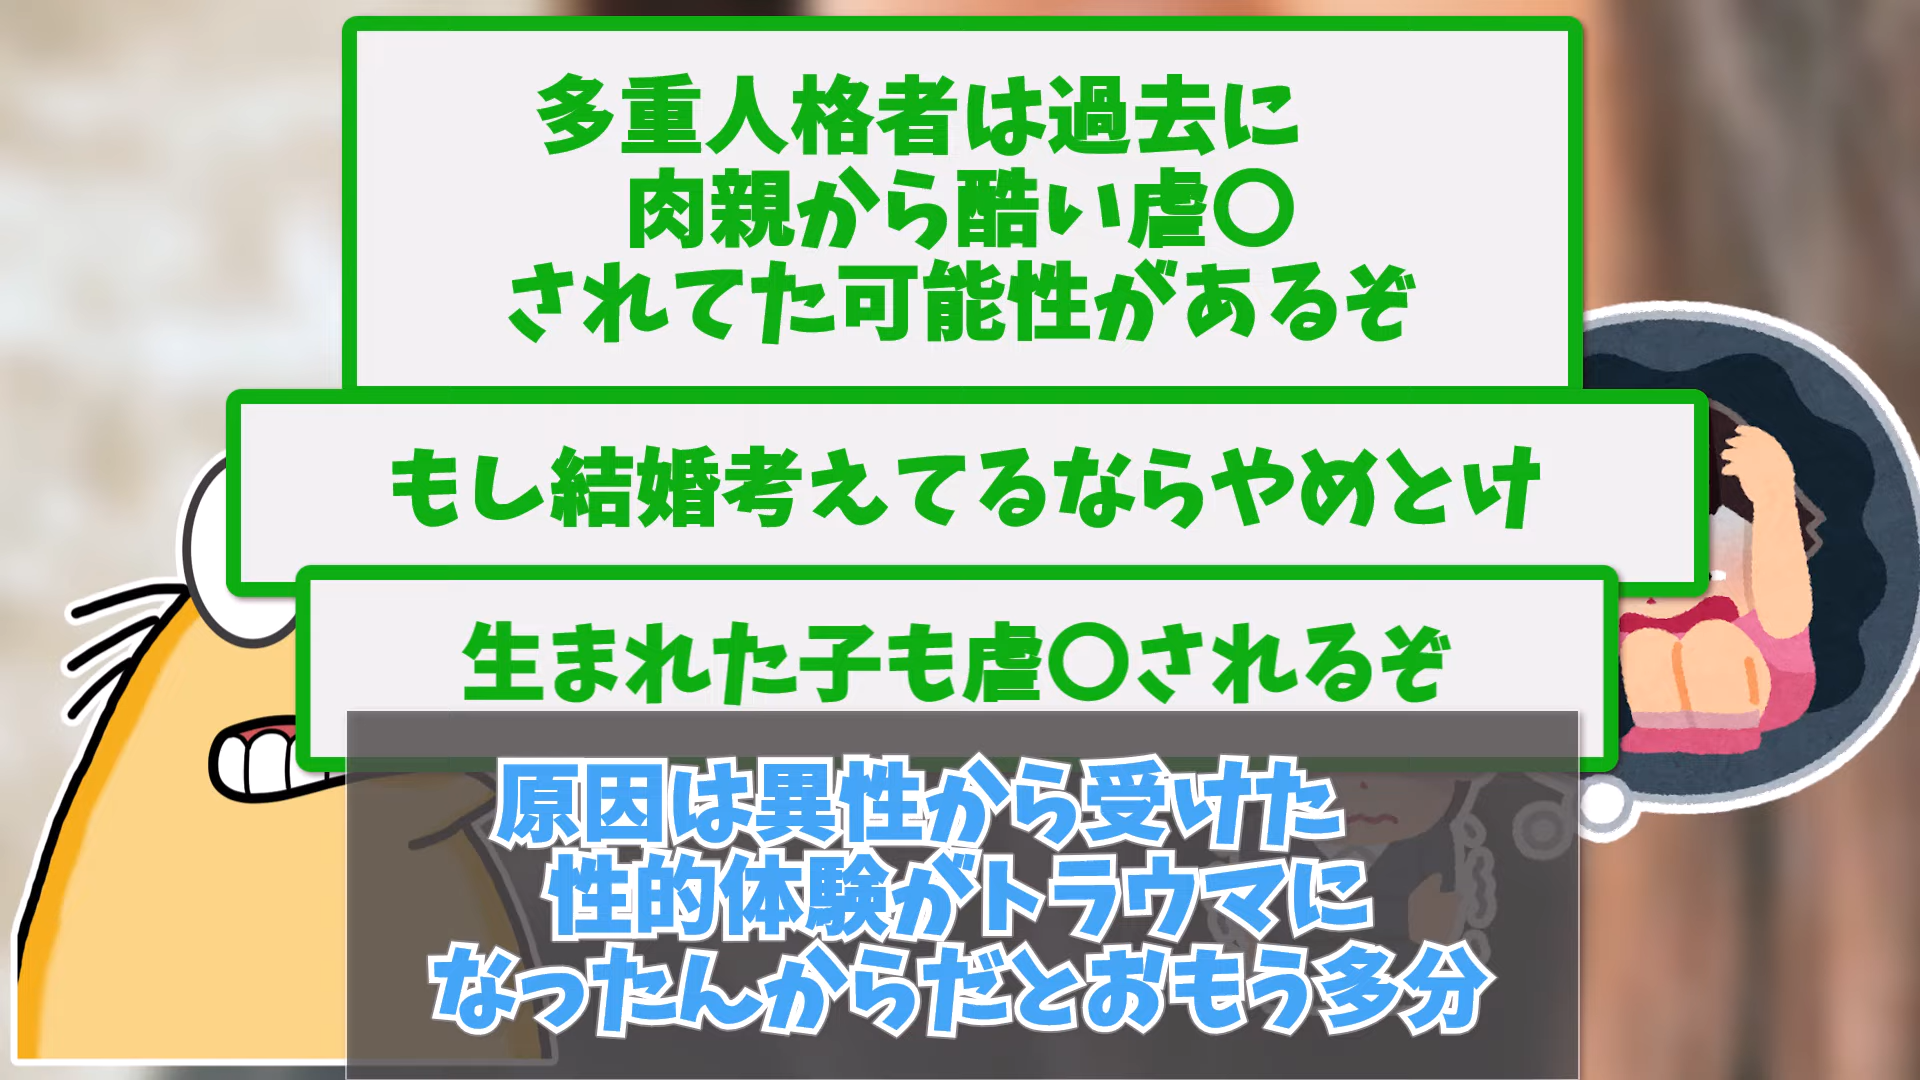 多重人格者は過去に
肉親から酷い虐〇
されてた可能性があるぞ
もし結婚考えてるならやめとけ
生まれた子も虐〇されるぞ
原因は異性から受けた
性的体験がトラウマに
なったんからだとおもう多分